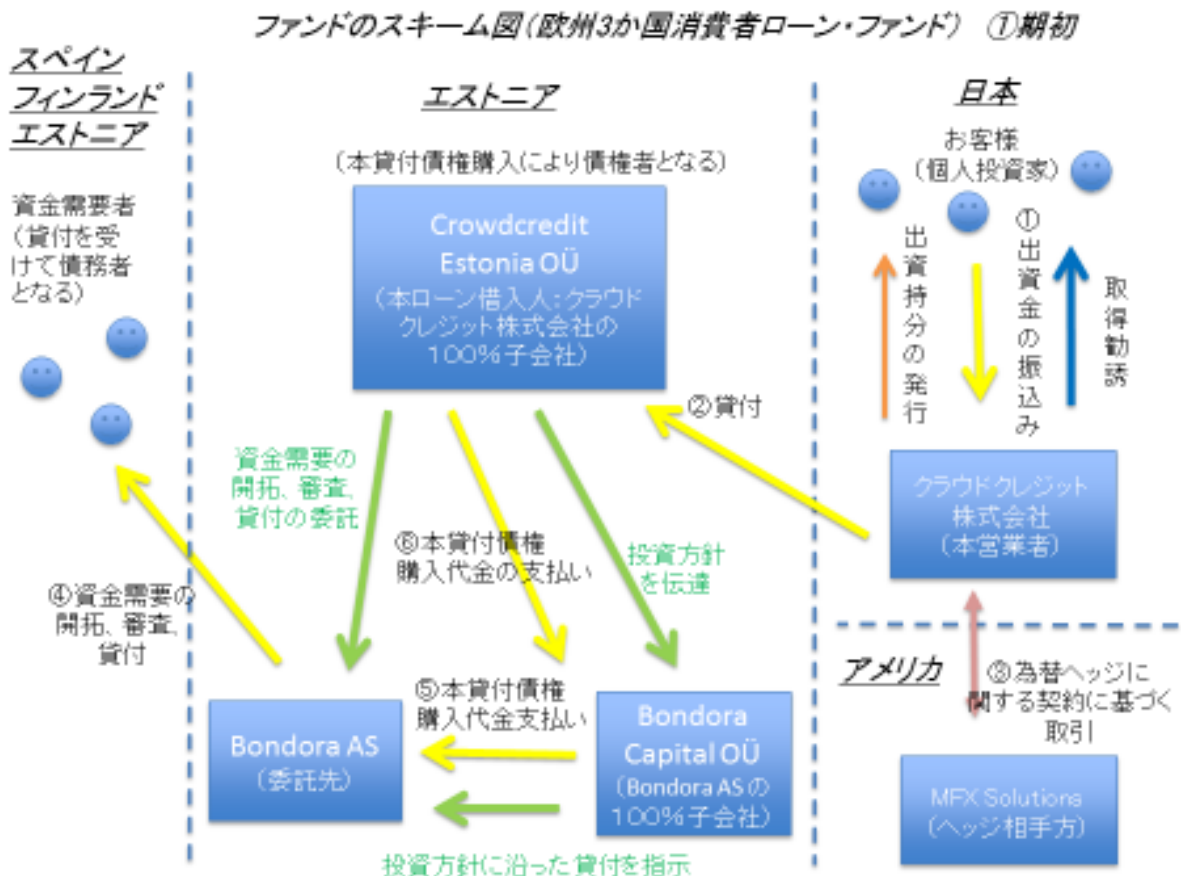 ファンドのスキーム図(欧州3か国消費者ローン・ファンド) ①期初
スペイン
フィンランド
エストニア
資金需要者
(貸付を受
けて債務者
となる)
④資金需要の
開拓、審査、
貸付
エストニア
(本貸付債権購入により債権者となる)
Crowdcredit
Estonia OÜ
(本ローン借入人:クラウド
クレジット株式会社の
100%子会社)
②貸付
資金需要の
開拓、審査、
貸付の委託
⑥本貸付債権
購入代金の支払い
投資方針
を伝達
⑤本貸付債権
購入代金支払い
Bondora AS
(委託先)
Bondora
Capital OÜ
(Bondora ASの
100%子会社)
投資方針に沿った貸付を指示
日本
お客様
(個人投資家)
出資持分の発行
①出資金の振込み
取得勧誘
クラウドクレジット
株式会社
(本営業者)
アメリカ
③為替ヘッジに
関する契約に基づく
取引
MFX Solutions
(ヘッジ相手方)